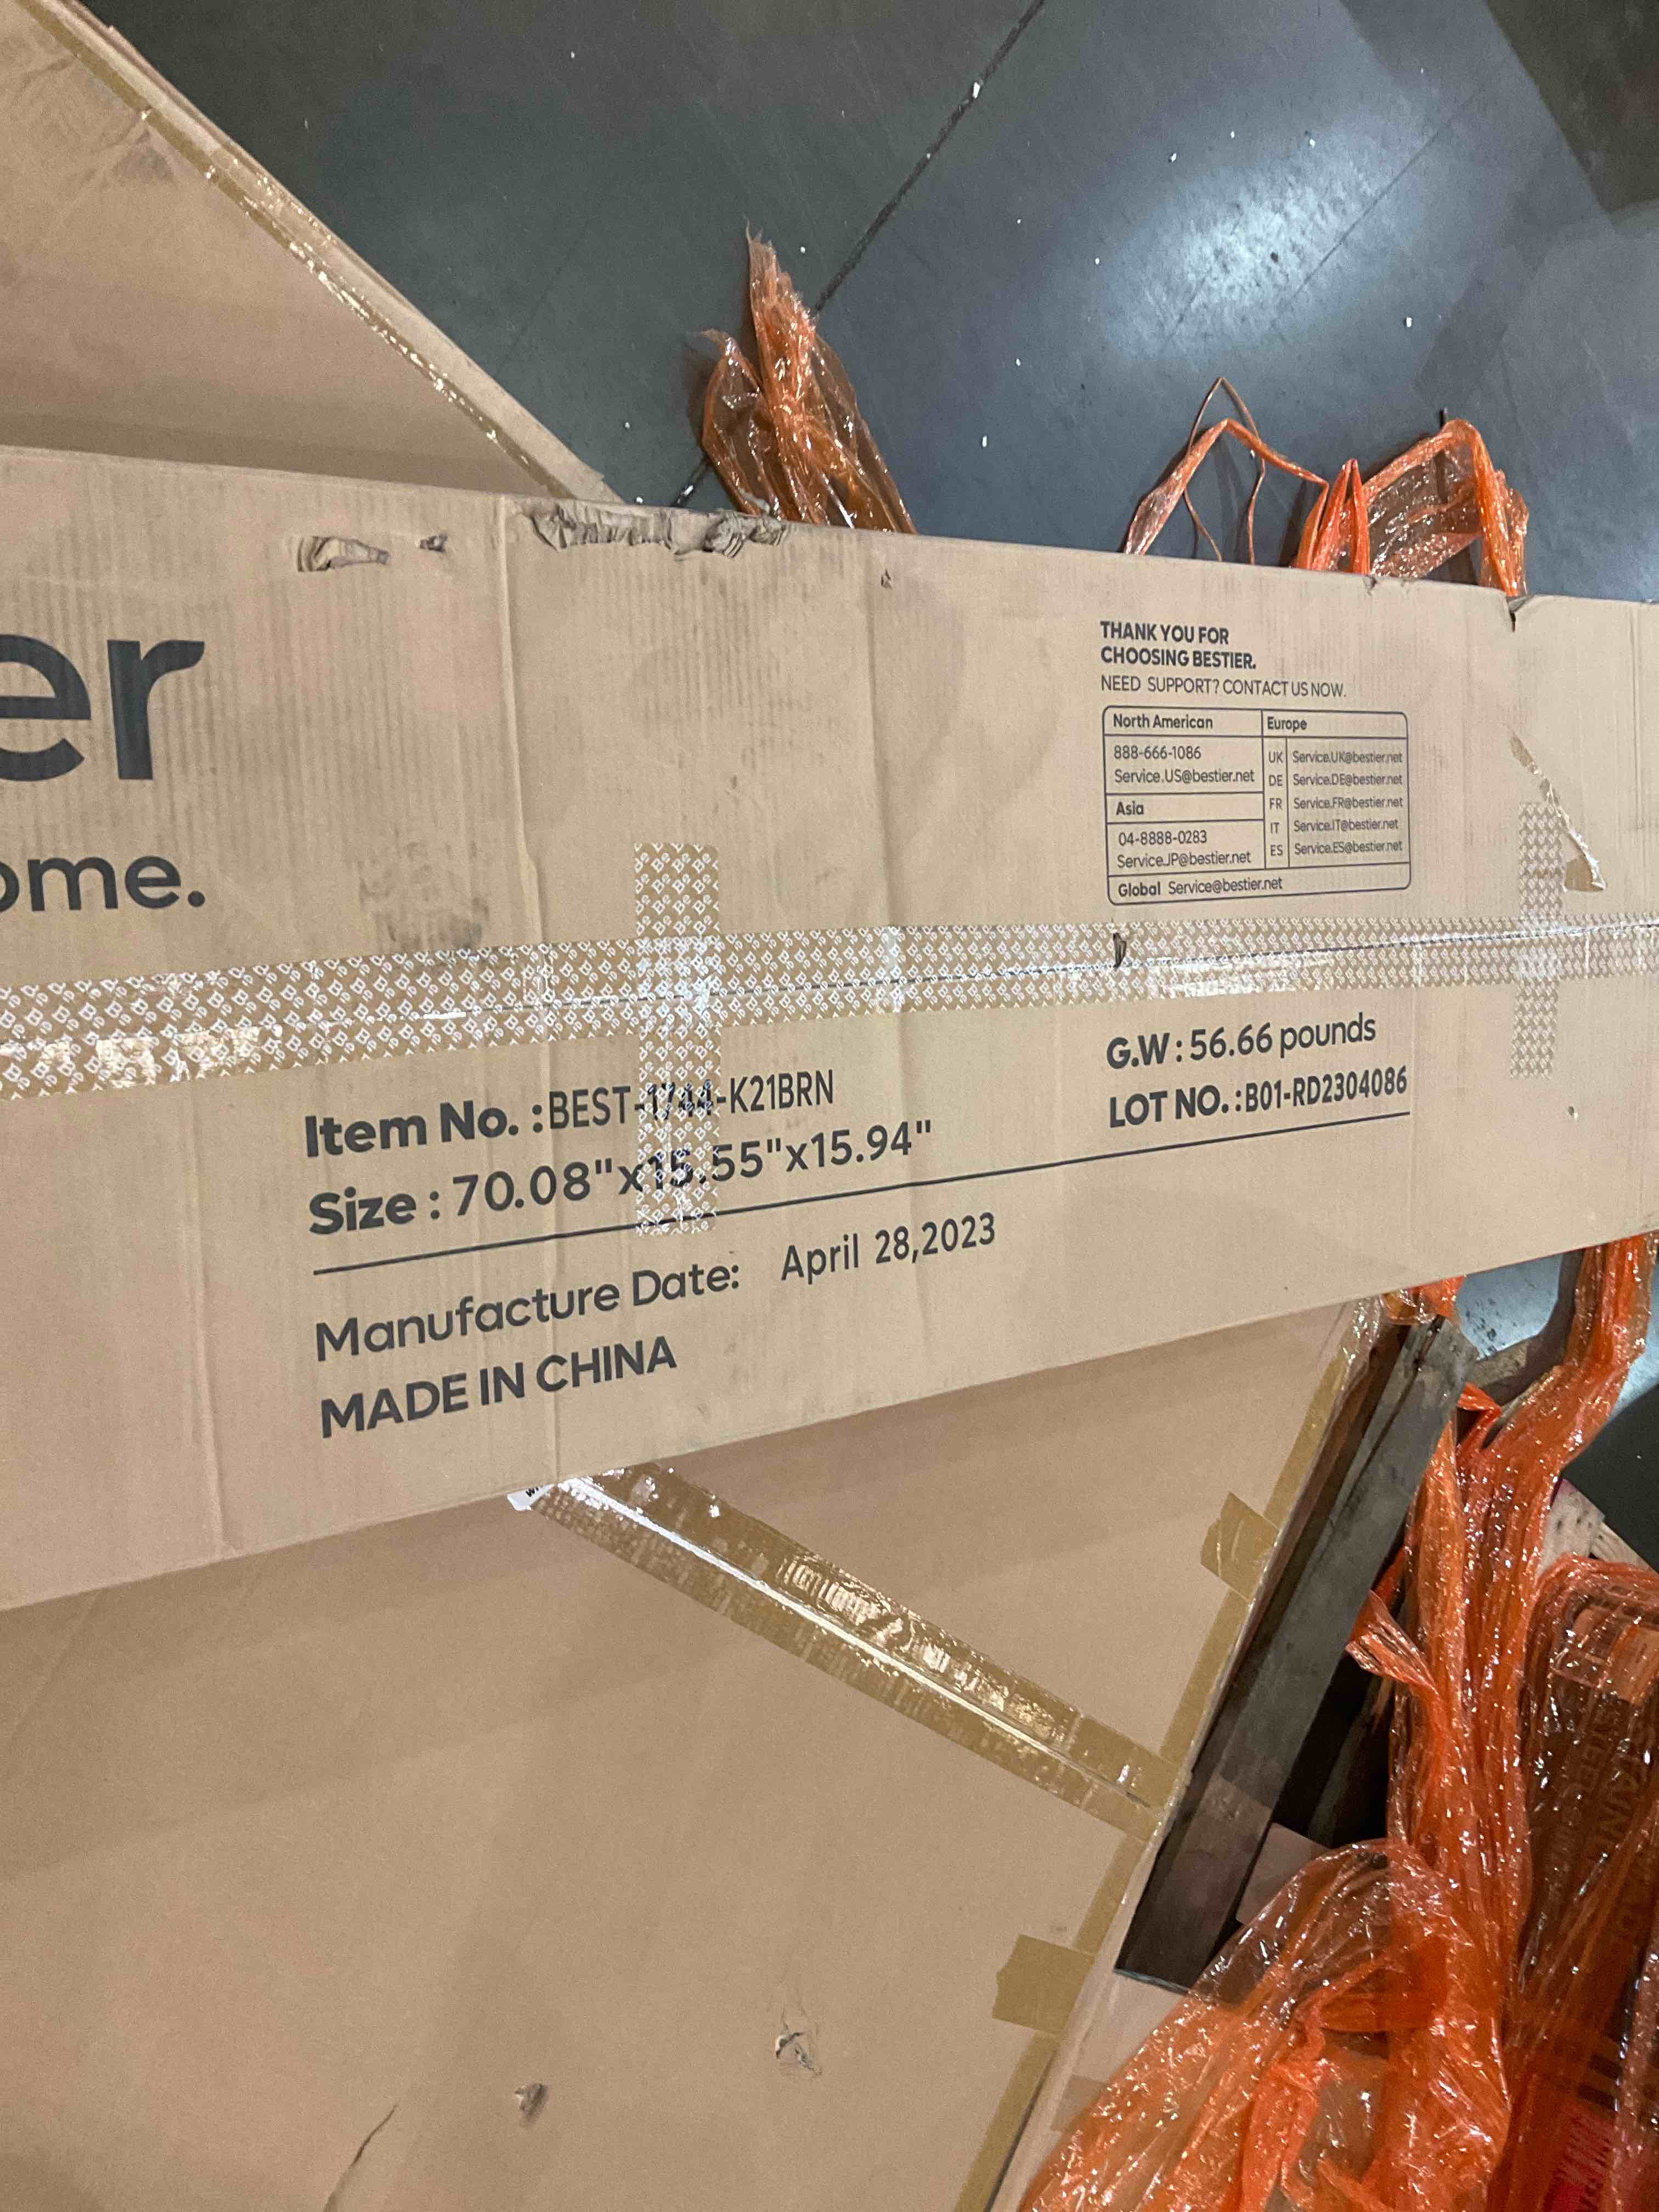 er
ome.
THANK YOU FOR
CHOOSING BESTIER.
NEED SUPPORT? CONTACT US NOW.
North American
888-666-1086
Service.US@bestier.net
Asia
04-8888-0283
Service.JP@bestier.net
Europe
UK Service.UK@bestier.net
DE Service.DE@bestier.net
FR Service.FR@bestier.net
IT Service.IT@bestier.net
ES Service.ES@bestier.net
Global Service@bestier.net
Item No. :BEST-1744-K21BRN
Size : 70.08"x15.55"x15.94"
G.W : 56.66 pounds
LOT NO. :B01-RD2304086
Manufacture Date: April 28,2023
MADE IN CHINA